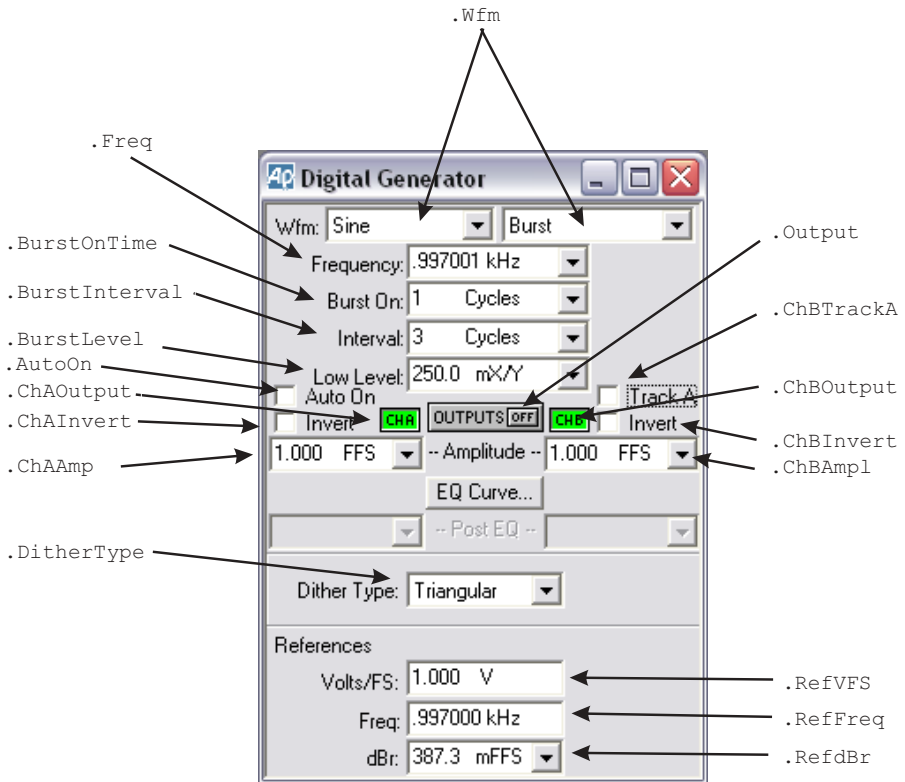 .Wfm
.Freq
Ap Digital Generator
Wfm: Sine Burst
.Output
.BurstOnTime
Frequency: .997001 kHz
.BurstInterval
Burst On: 1 Cycles
.ChBTrackA
.BurstLevel
Interval: 3 Cycles
.AutoOn
Low Level: 250.0 mX/Y
.ChAOutput
Auto On Track A
.ChBOutput
.ChAInvert
Invert CHA OUTPUTS OFF CHB Invert
.ChBInvert
.ChAAmp
1.000 FFS -- Amplitude -- 1.000 FFS
.ChBAmpl
EQ Curve...
-- Post EQ --
.DitherType
Dither Type: Triangular
References
Volts/FS: 1.000 V
.RefVFS
Freq: .997000 kHz
.RefFreq
dBr: 387.3 mFFS
.RefdBr